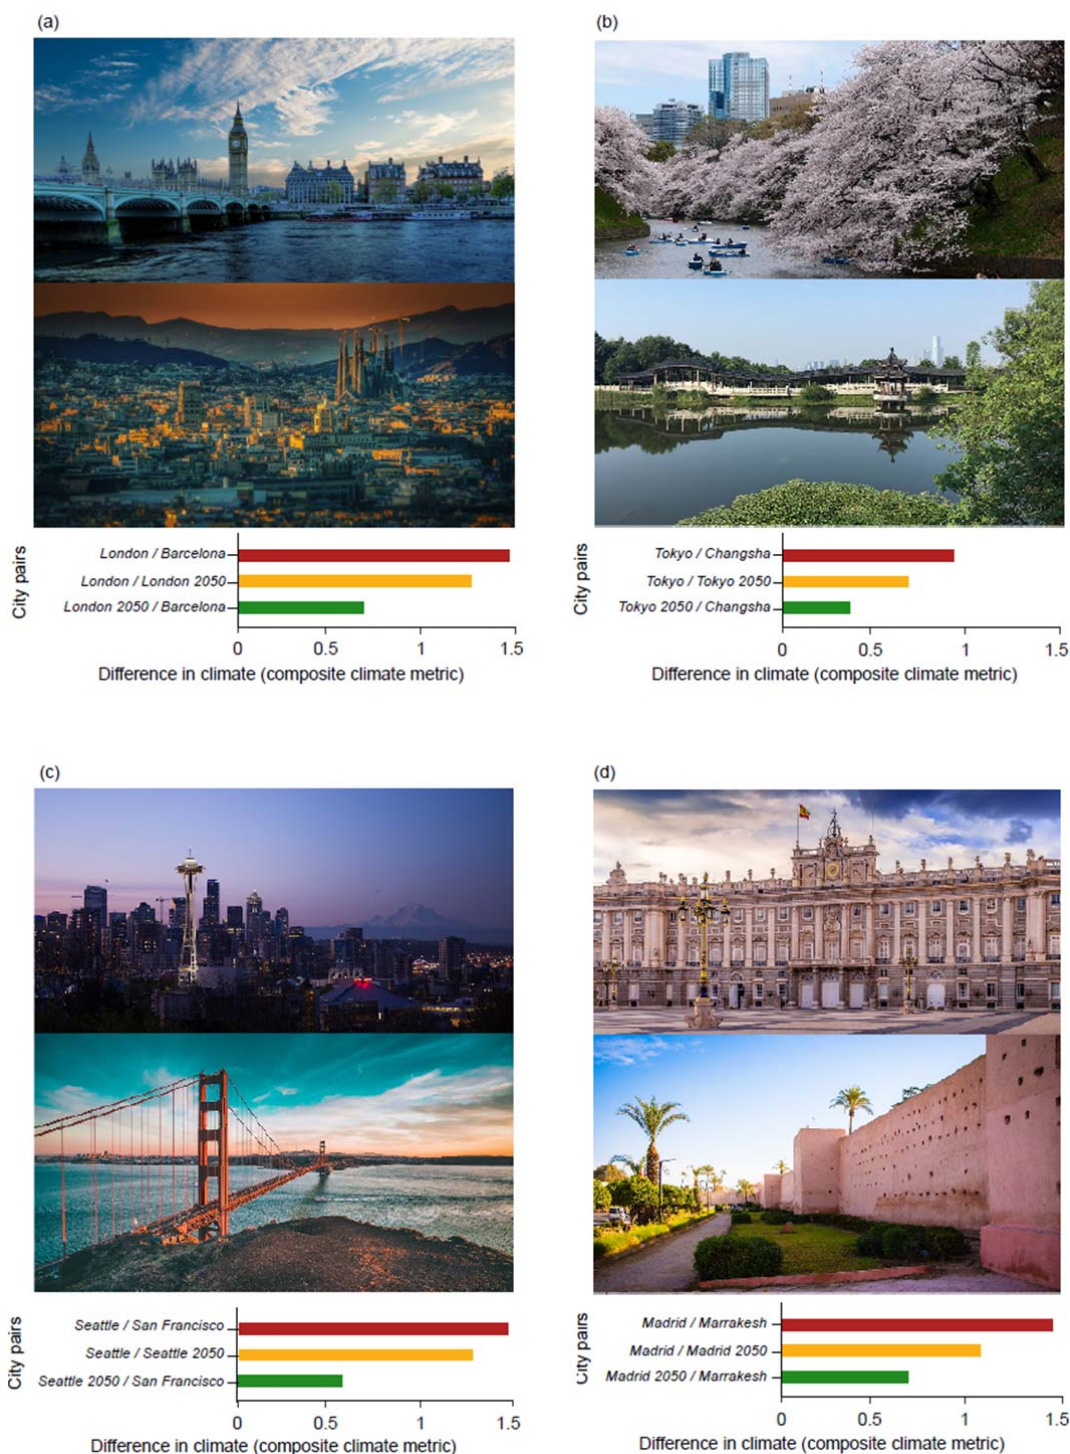 (a)
City pairs
London / Barcelona
London / London 2050
London 2050 / Barcelona
0 0.5 1 1.5
Difference in climate (composite climate metric)
(b)
City pairs
Tokyo / Changsha
Tokyo / Tokyo 2050
Tokyo 2050 / Changsha
0 0.5 1 1.5
Difference in climate (composite climate metric)
(c)
City pairs
Seattle / San Francisco
Seattle / Seattle 2050
Seattle 2050 / San Francisco
0 0.5 1 1.5
Difference in climate (composite climate metric)
(d)
City pairs
Madrid / Marrakesh
Madrid / Madrid 2050
Madrid 2050 / Marrakesh
0 0.5 1 1.5
Difference in climate (composite climate metric)